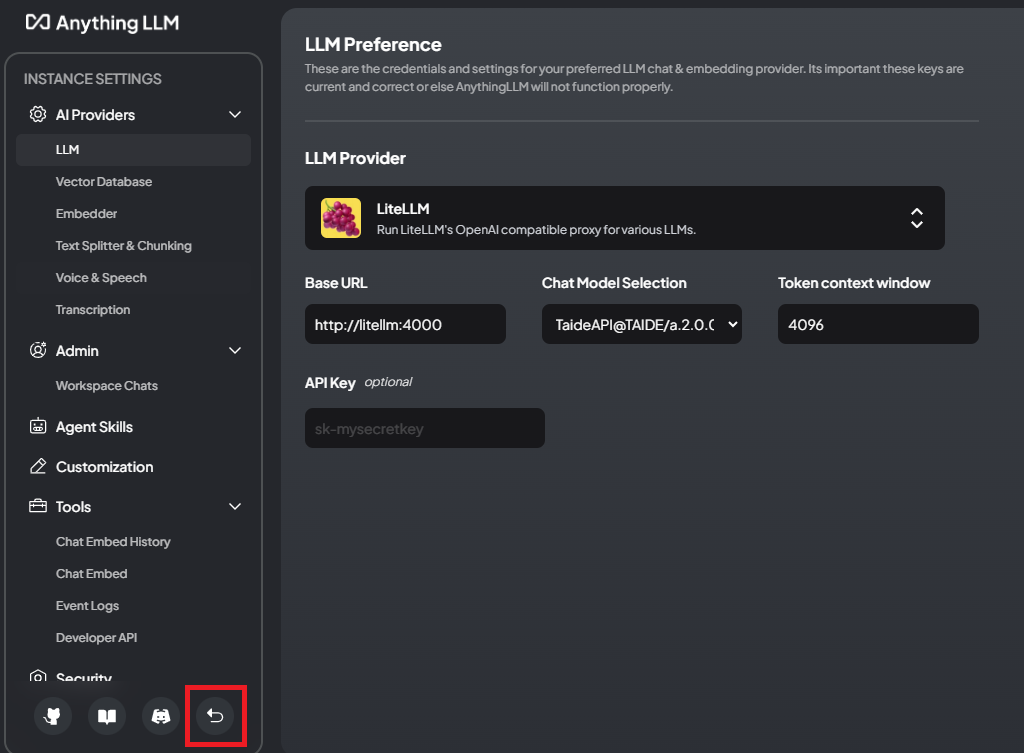 Anything LLM
INSTANCE SETTINGS
AI Providers
LLM
Vector Database
Embedder
Text Splitter & Chunking
Voice & Speech
Transcription
Admin
Workspace Chats
Agent Skills
Customization
Tools
Chat Embed History
Chat Embed
Event Logs
Developer API
Security
LLM Preference
These are the credentials and settings for your preferred LLM chat & embedding provider. Its important these keys are
current and correct or else AnythingLLM will not function properly.
LLM Provider
LiteLLM
Run LiteLLM's OpenAI compatible proxy for various LLMs.
Base URL
Chat Model Selection
Token context window
http://litellm:4000
TaideAPI@TAIDE/a.2.0.0
4096
API Key optional
sk-mysecretkey